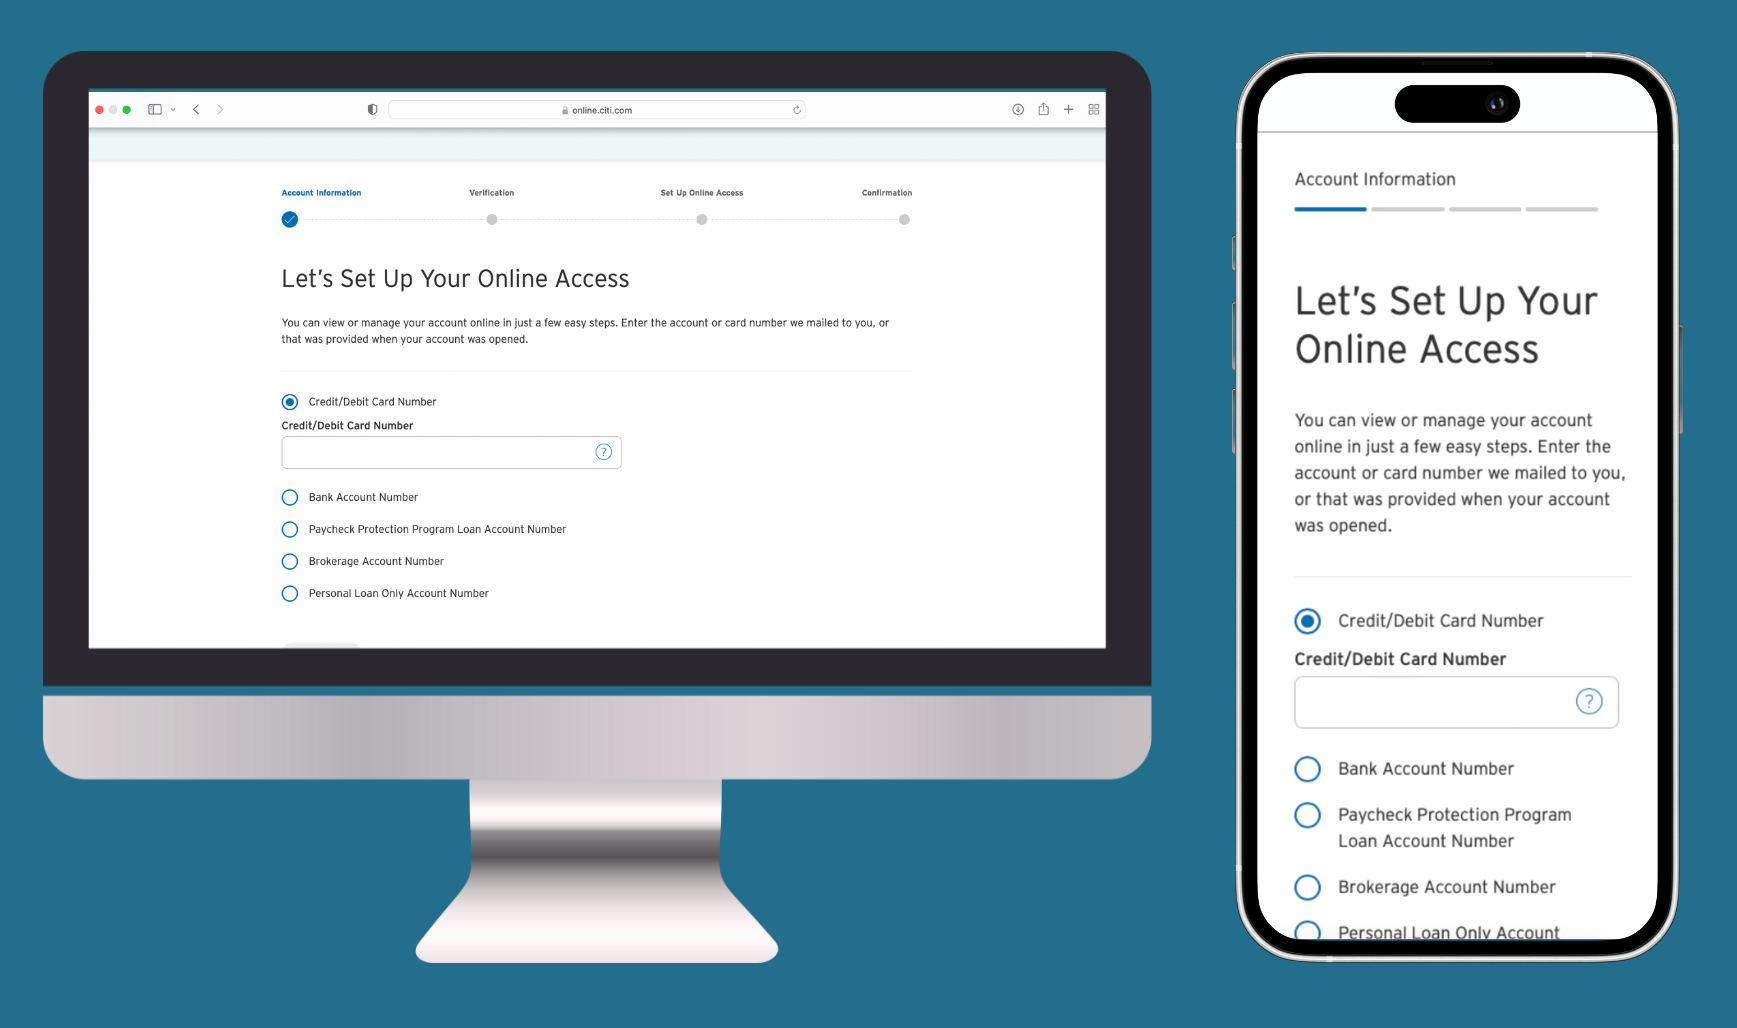 online.citi.com
Account Information
Verification
Set Up Online Access
Confirmation
Let's Set Up Your Online Access
You can view or manage your account online in just a few easy steps. Enter the account or card number we mailed to you, or
that was provided when your account was opened.
Credit/Debit Card Number
Credit/Debit Card Number
?
Bank Account Number
Paycheck Protection Program Loan Account Number
Brokerage Account Number
Personal Loan Only Account Number
Account Information
Let's Set Up Your
Online Access
You can view or manage your account
online in just a few easy steps. Enter the
account or card number we mailed to you,
or that was provided when your account
was opened.
Credit/Debit Card Number
Credit/Debit Card Number
?
Bank Account Number
Paycheck Protection Program
Loan Account Number
Brokerage Account Number
Personal Loan Only Account